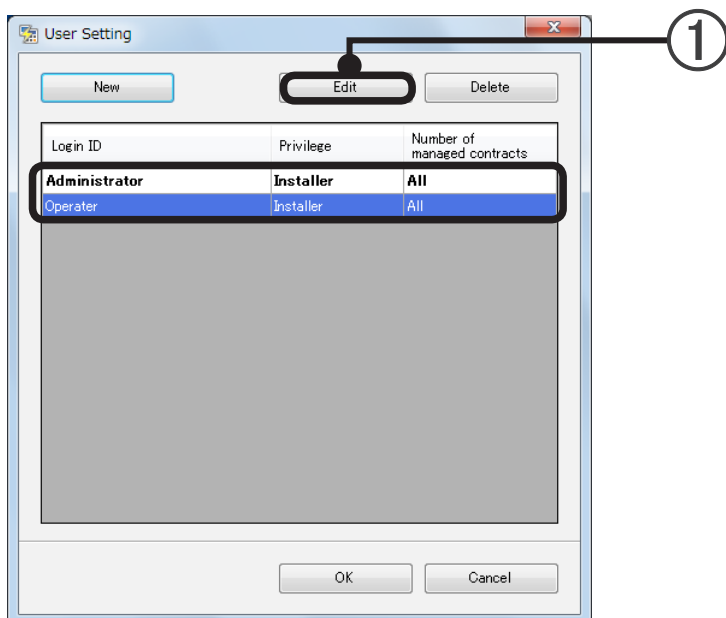 User Setting
①
New Edit Delete
Login ID Privilege Number of managed contracts
Administrator Installer All
Operater Installer All
OK Cancel